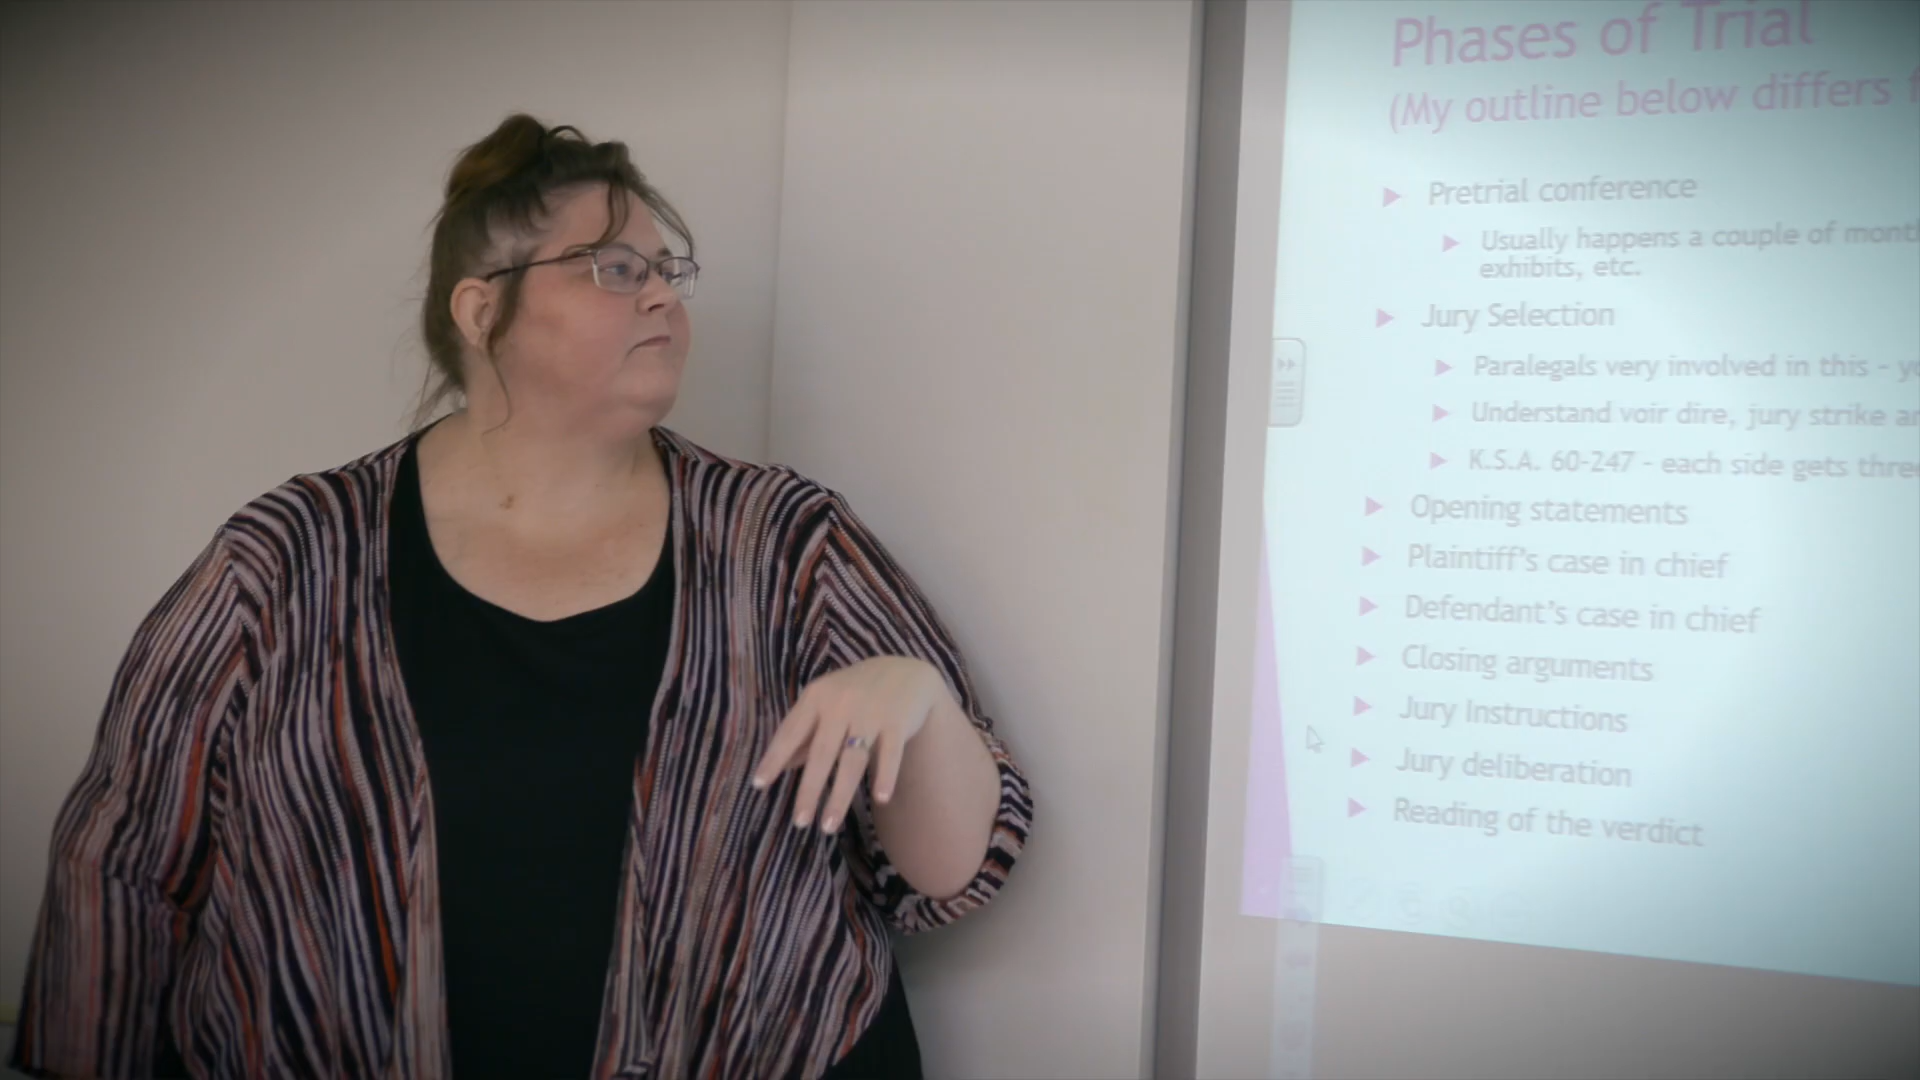 Phases of Trial
(My outline below differs
Pretrial conference
Usually happens a couple of
exhibits, etc.
Jury Selection
Paralegals very involved in this -
Understand voir dire, jury strike
K.S.A. 60-247 - each side gets
Opening statements
Plaintiff's case in chief
Defendant's case in chief
Closing arguments
Jury Instructions
Jury deliberation
Reading of the verdict